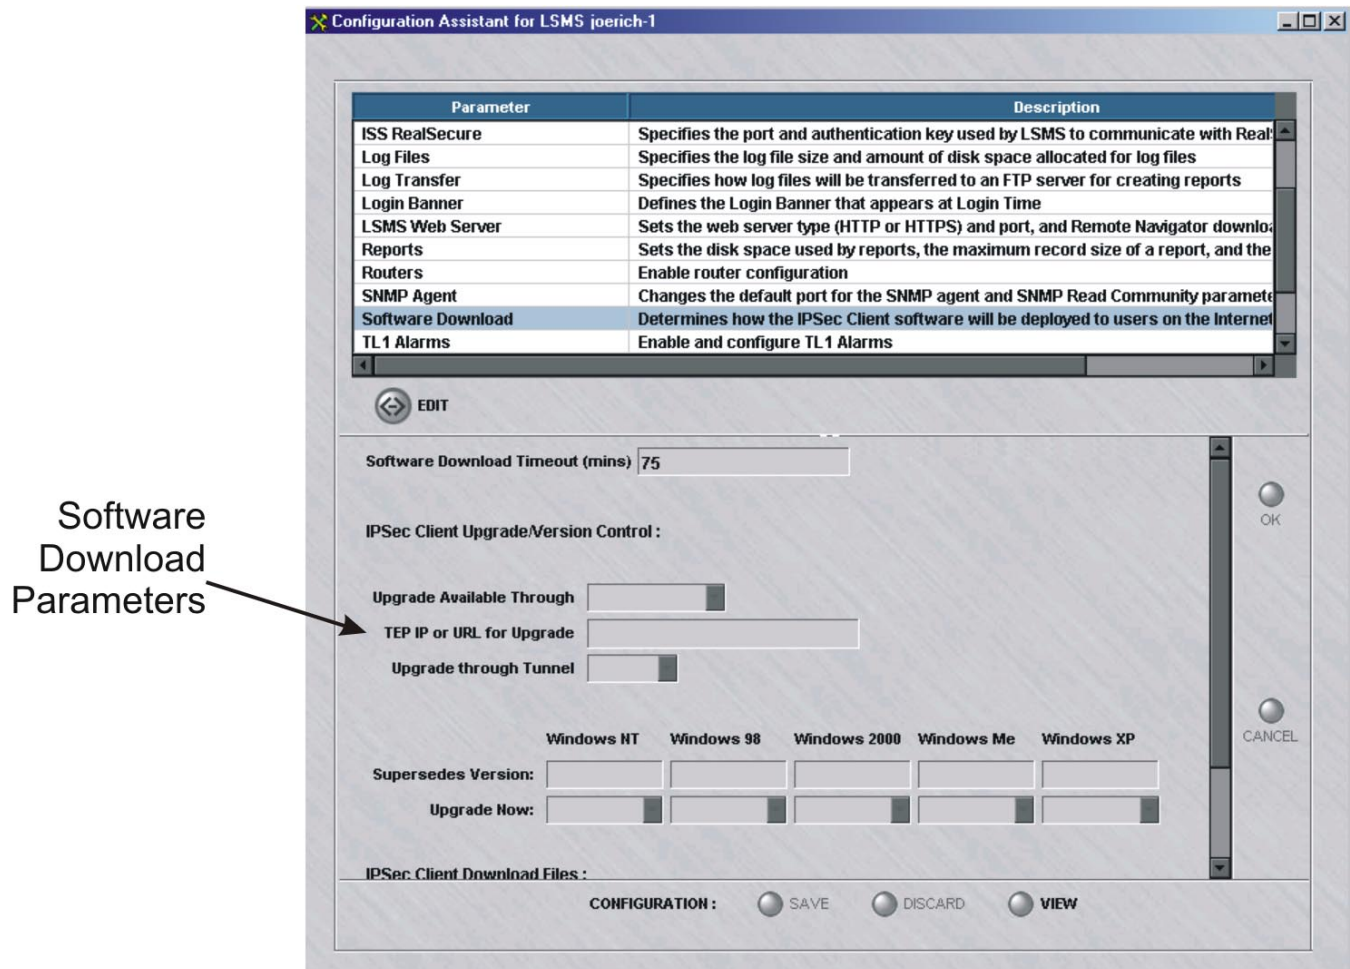 Configuration Assistant for LSMS joerich-1
Parameter Description
ISS RealSecure Specifies the port and authentication key used by LSMS to communicate with Real
Log Files Specifies the log file size and amount of disk space allocated for log files
Log Transfer Specifies how log files will be transferred to an FTP server for creating reports
Login Banner Defines the Login Banner that appears at Login Time
LSMS Web Server Sets the web server type (HTTP or HTTPS) and port, and Remote Navigator downlo
Reports Sets the disk space used by reports, the maximum record size of a report, and the
Routers Enable router configuration
SNMP Agent Changes the default port for the SNMP agent and SNMP Read Community paramete
Software Download Determines how the IPSec Client software will be deployed to users on the Internet
TL1 Alarms Enable and configure TL1 Alarms
EDIT
Software Download Timeout (mins) 75
OK
Software
Download
Parameters
IPSec Client Upgrade/Version Control :
Upgrade Available Through
TEP IP or URL for Upgrade
Upgrade through Tunnel
CANCEL
Windows NT Windows 98 Windows 2000 Windows Me Windows XP
Supersedes Version:
Upgrade Now:
IPSec Client Download Files :
CONFIGURATION : SAVE DISCARD VIEW